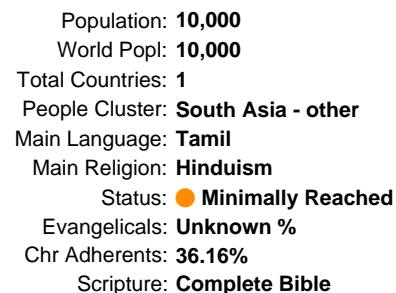 Population: 10,000
World Popl: 10,000
Total Countries: 1
People Cluster: South Asia - other
Main Language: Tamil
Main Religion: Hinduism
Status: Minimally Reached
Evangelicals: Unknown %
Chr Adherents: 36.16%
Scripture: Complete Bible